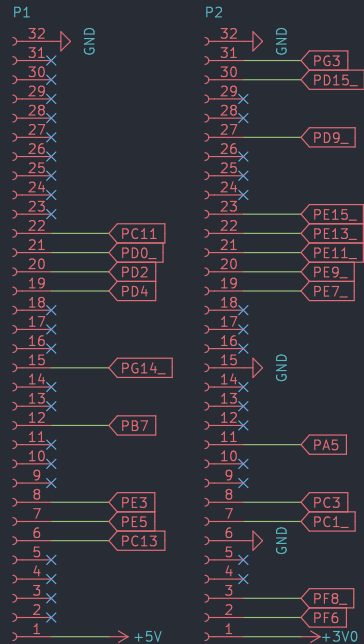 P1
32 GND
31
30
29
28
27
26
25
24
23
22 PC11
21 PD0_
20 PD2
19 PD4
18
17
16
15 PG14_
14
13
12 PB7
11
10
9
8 PE3
7 PE5
6 PC13
5
4
3
2
1 +5V
P2
32 GND
31 PG3
30 PD15_
29
28
27 PD9_
26
25
24
23 PE15_
22 PE13_
21 PE11_
20 PE9_
19 PE7_
18
17
16
15 GND
14
13
12
11 PA5
10
9
8 PC3
7 PC1_
6 GND
5
4
3 PF8_
2 PF6
1 +3V0